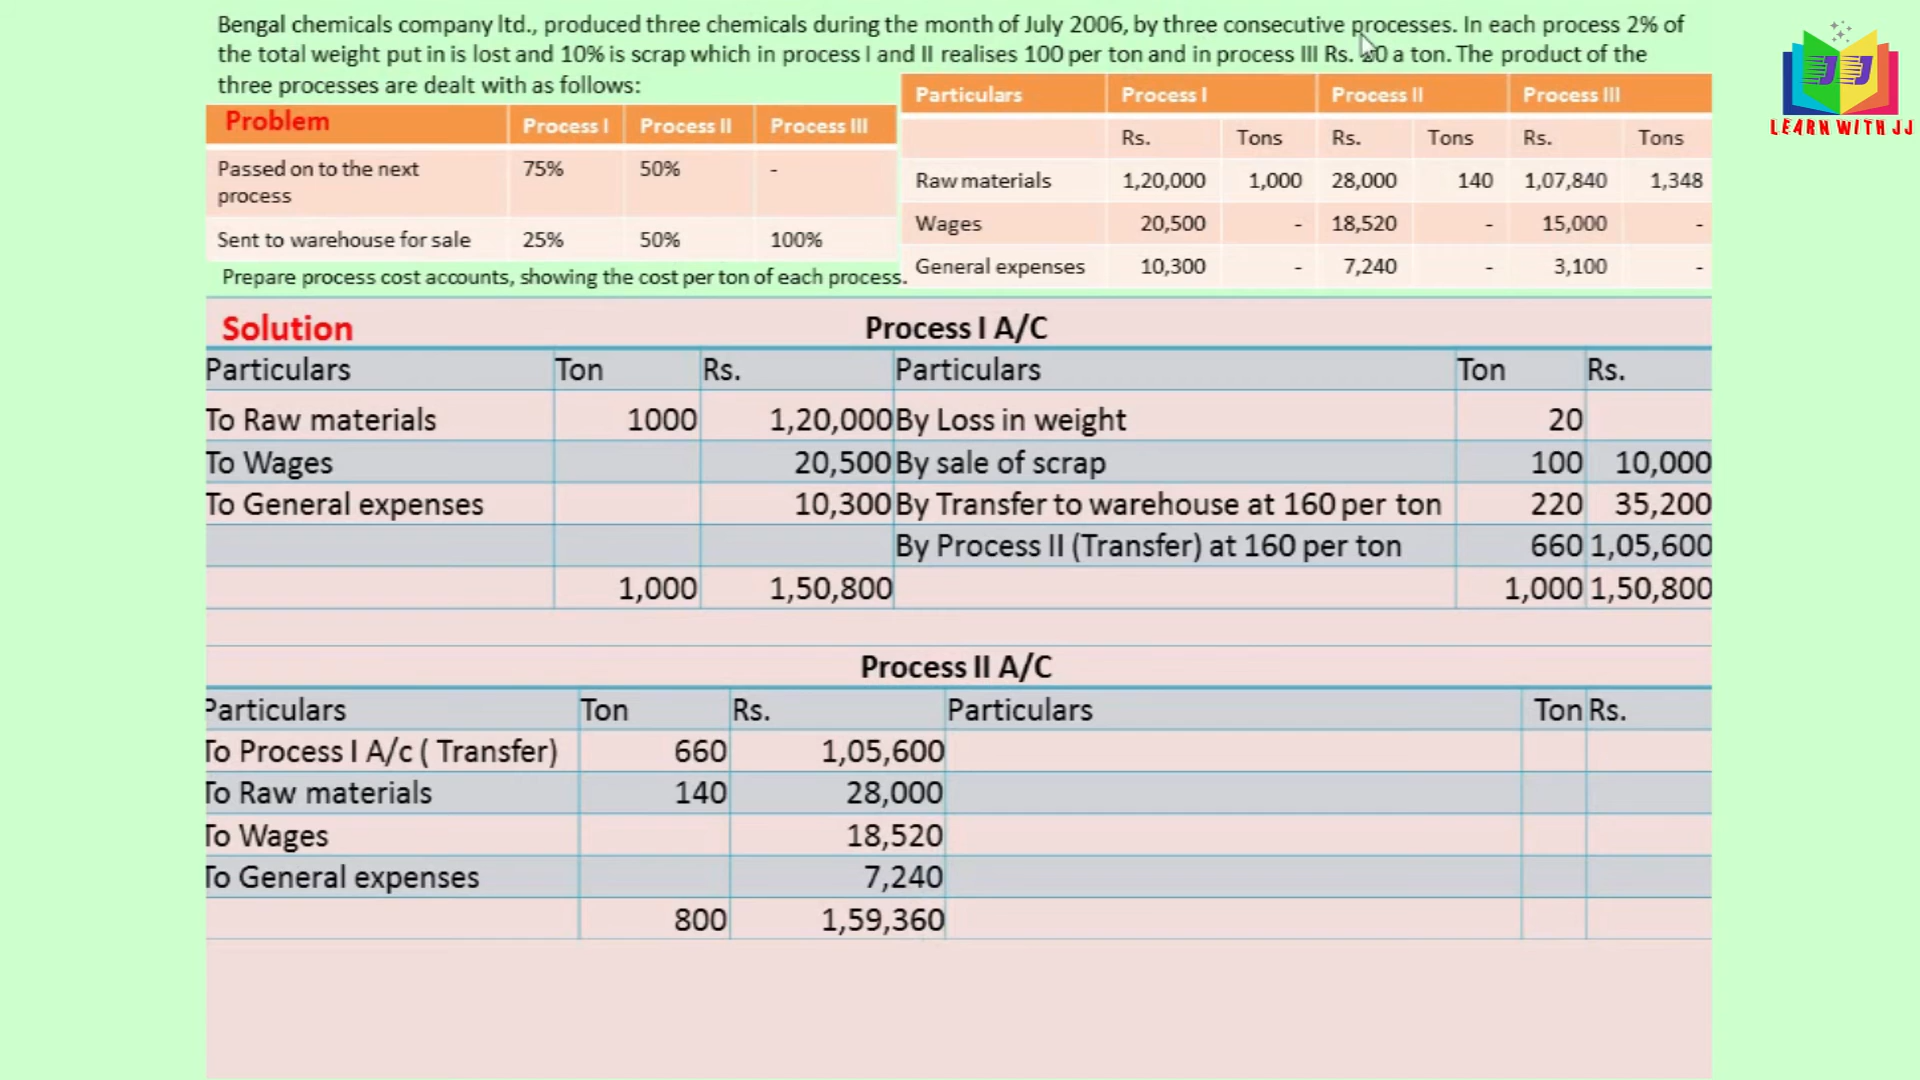 Bengal chemicals company ltd., produced three chemicals during the month of July 2006, by three consecutive processes. In each process 2% of
the total weight put in is lost and 10% is scrap which in process I and II realises 100 per ton and in process III Rs. a ton. The product of the
three processes are dealt with as follows:
Problem Process I Process II Process III
Passed on to the next process 75% 50% -
Sent to warehouse for sale 25% 50% 100%
Prepare process cost accounts, showing the cost per ton of each process.
Particulars Process I Process II Process III
Rs. Tons Rs. Tons Rs. Tons
Raw materials 1,20,000 1,000 28,000 140 1,07,840 1,348
Wages 20,500 - 18,520 - 15,000 -
General expenses 10,300 - 7,240 - 3,100 -
JJ
LEARN WITH JJ
Solution Process I A/C
Particulars Ton Rs. Particulars Ton Rs.
To Raw materials 1000 1,20,000 By Loss in weight 20
To Wages 20,500 By sale of scrap 100 10,000
To General expenses 10,300 By Transfer to warehouse at 160 per ton 220 35,200
By Process II (Transfer) at 160 per ton 660 1,05,600
1,000 1,50,800 1,000 1,50,800
Process II A/C
Particulars Ton Rs. Particulars Ton Rs.
To Process I A/c ( Transfer) 660 1,05,600
To Raw materials 140 28,000
To Wages 18,520
To General expenses 7,240
800 1,59,360